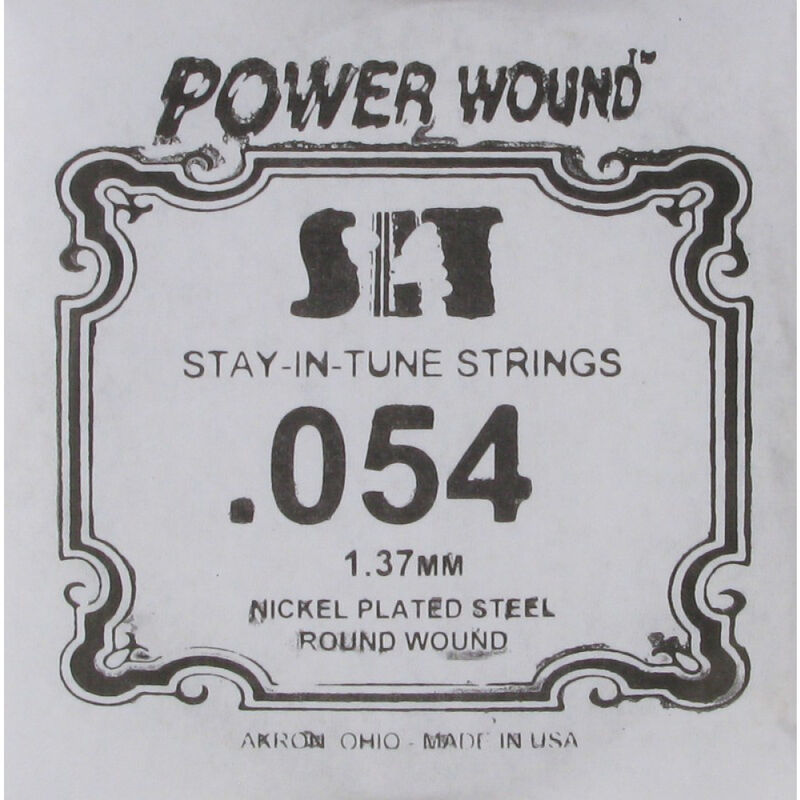 POWER WOUND™
SIT
STAY-IN-TUNE STRINGS
.054
1.37MM
NICKEL PLATED STEEL
ROUND WOUND
AKRON OHIO - MADE IN USA